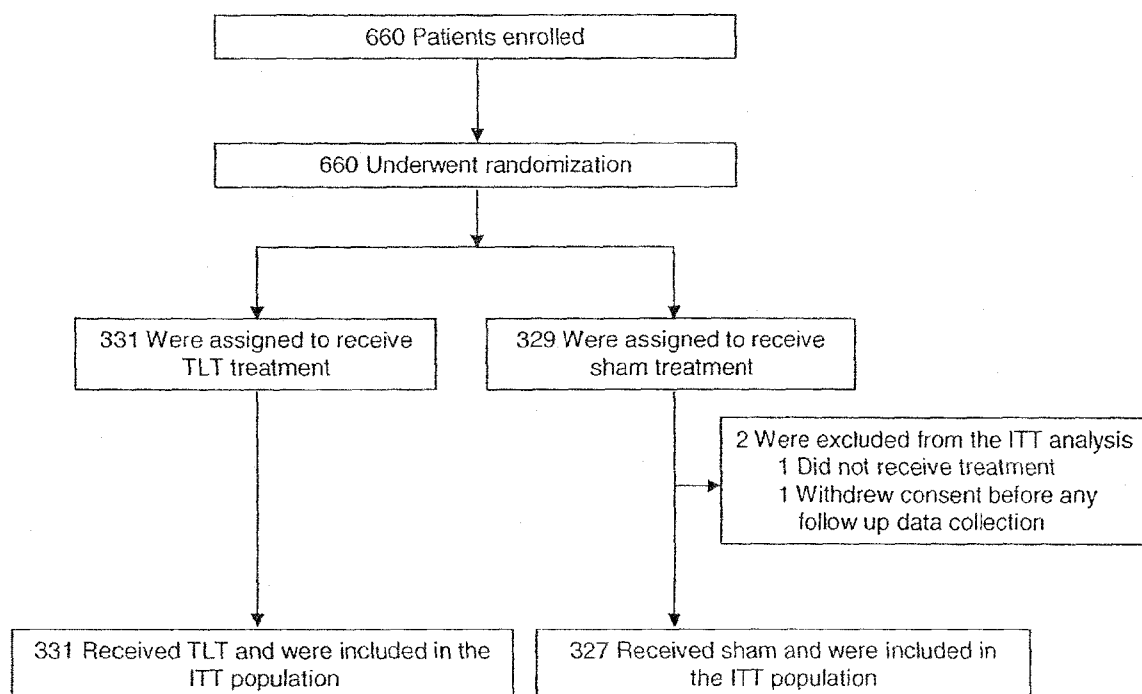 660 Patients enrolled
660 Underwent randomization
331 Were assigned to receive
TLT treatment
329 Were assigned to receive
sham treatment
2 Were excluded from the ITT analysis
1 Did not receive treatment
1 Withdrew consent before any
follow up data collection
331 Received TLT and were included in the
ITT population
327 Received sham and were included in
the ITT population